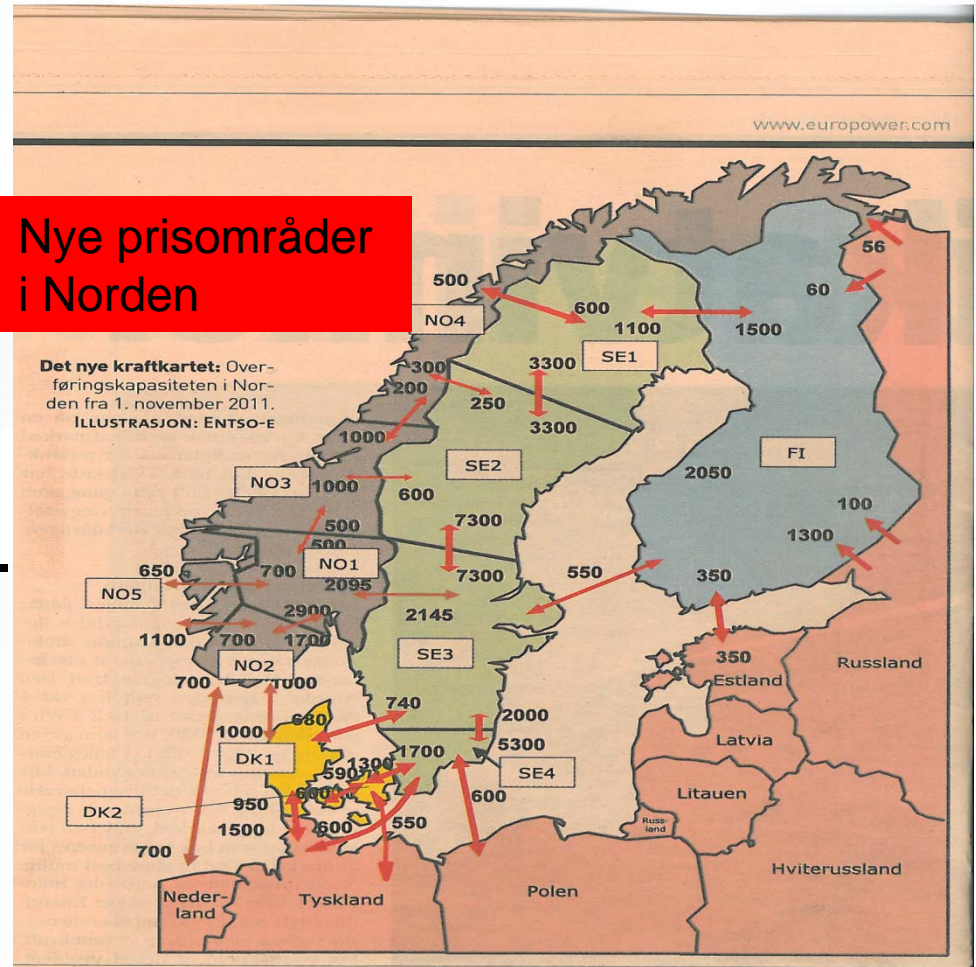 www.europower.com
Nye prisområder
i Norden
Det nye kraftkartet: Over-
føringskapasiteten i Nor-
den fra 1. november 2011.
ILLUSTRASJON: ENTSO-E
56
60
500
NO4
600
1100
1500
SE1
300
200
3300
250
3300
1000
SE2
FI
NO3
1000
600
2050
100
1300
500
500
7300
NO1
650
700
2095
7300
550
350
NO5
2900
2145
1100
700
1700
SE3
350
Estland
Russland
NO2
700
1000
740
680
2000
1000
1700
5300
Latvia
DK1
1300
590
SE4
600
600
Litauen
DK2
950
Russ-
land
1500
600
550
700
Hviterussland
Neder-
land
Tyskland
Polen